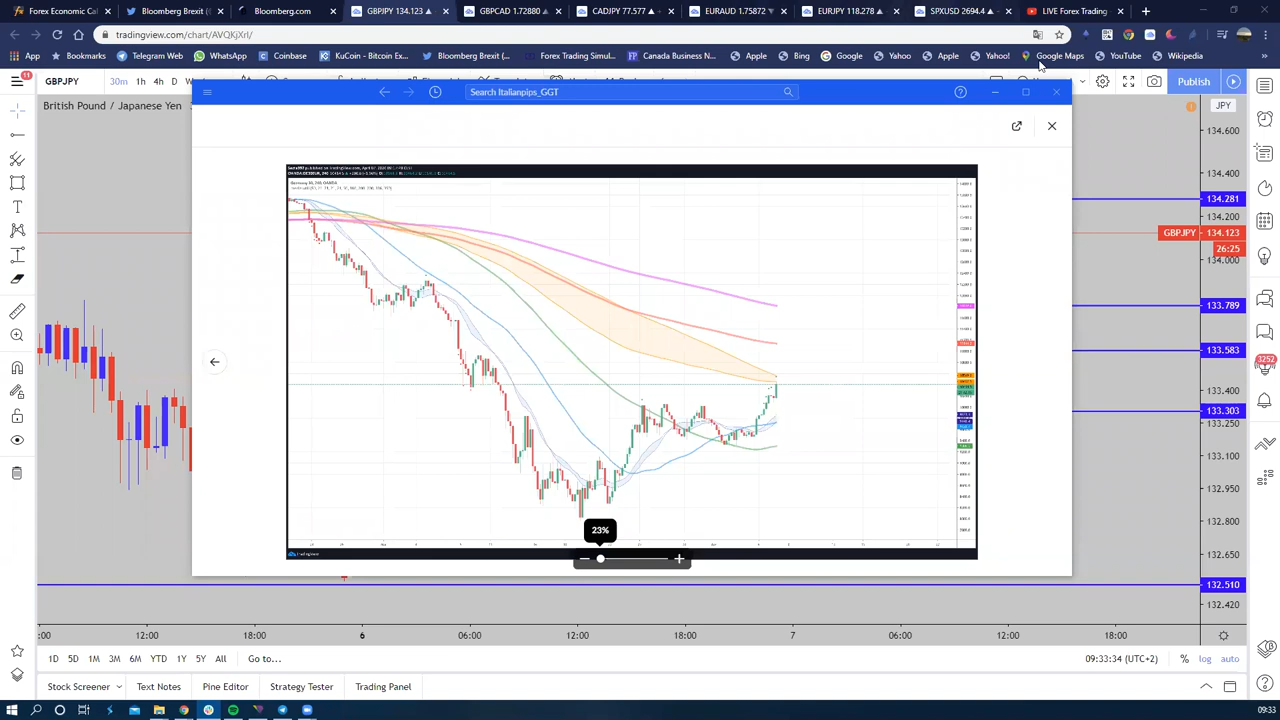 Forex Economic Cal
Bloomberg Brexit (
Bloomberg.com
GBPJPY 134.123 ▲
GBPCAD 1.72880 ▲
CADJPY 77.577 ▲
EURAUD 1.75872 ▼
EURJPY 118.278 ▲
SPXUSD 2694.4 ▲
LIVE Forex Trading
tradingview.com/chart/AVQKjXrl/
App
Bookmarks
Telegram Web
WhatsApp
Coinbase
KuCoin - Bitcoin Ex...
Bloomberg Brexit (...
Forex Trading Simul...
Canada Business N...
Apple
Bing
Google
Yahoo
Apple
Yahoo!
Google Maps
YouTube
Wikipedia
11
GBPJPY
30m
1h
4h
D
Publish
Search Italianpips_GGT
British Pound / Japanese Yen
JPY
134.600
134.400
134.281
134.200
GBPJPY
134.123
26:25
134.000
133.789
133.583
133.400
133.303
133.250
133.100
132.950
132.800
132.650
132.510
132.420
3252
23%
TradingView
:00
12:00
18:00
6
06:00
12:00
18:00
7
06:00
12:00
18:00
1D
5D
1M
3M
6M
YTD
1Y
5Y
All
Go to...
09:33:34 (UTC+2)
%
log
auto
Stock Screener
Text Notes
Pine Editor
Strategy Tester
Trading Panel
09:33